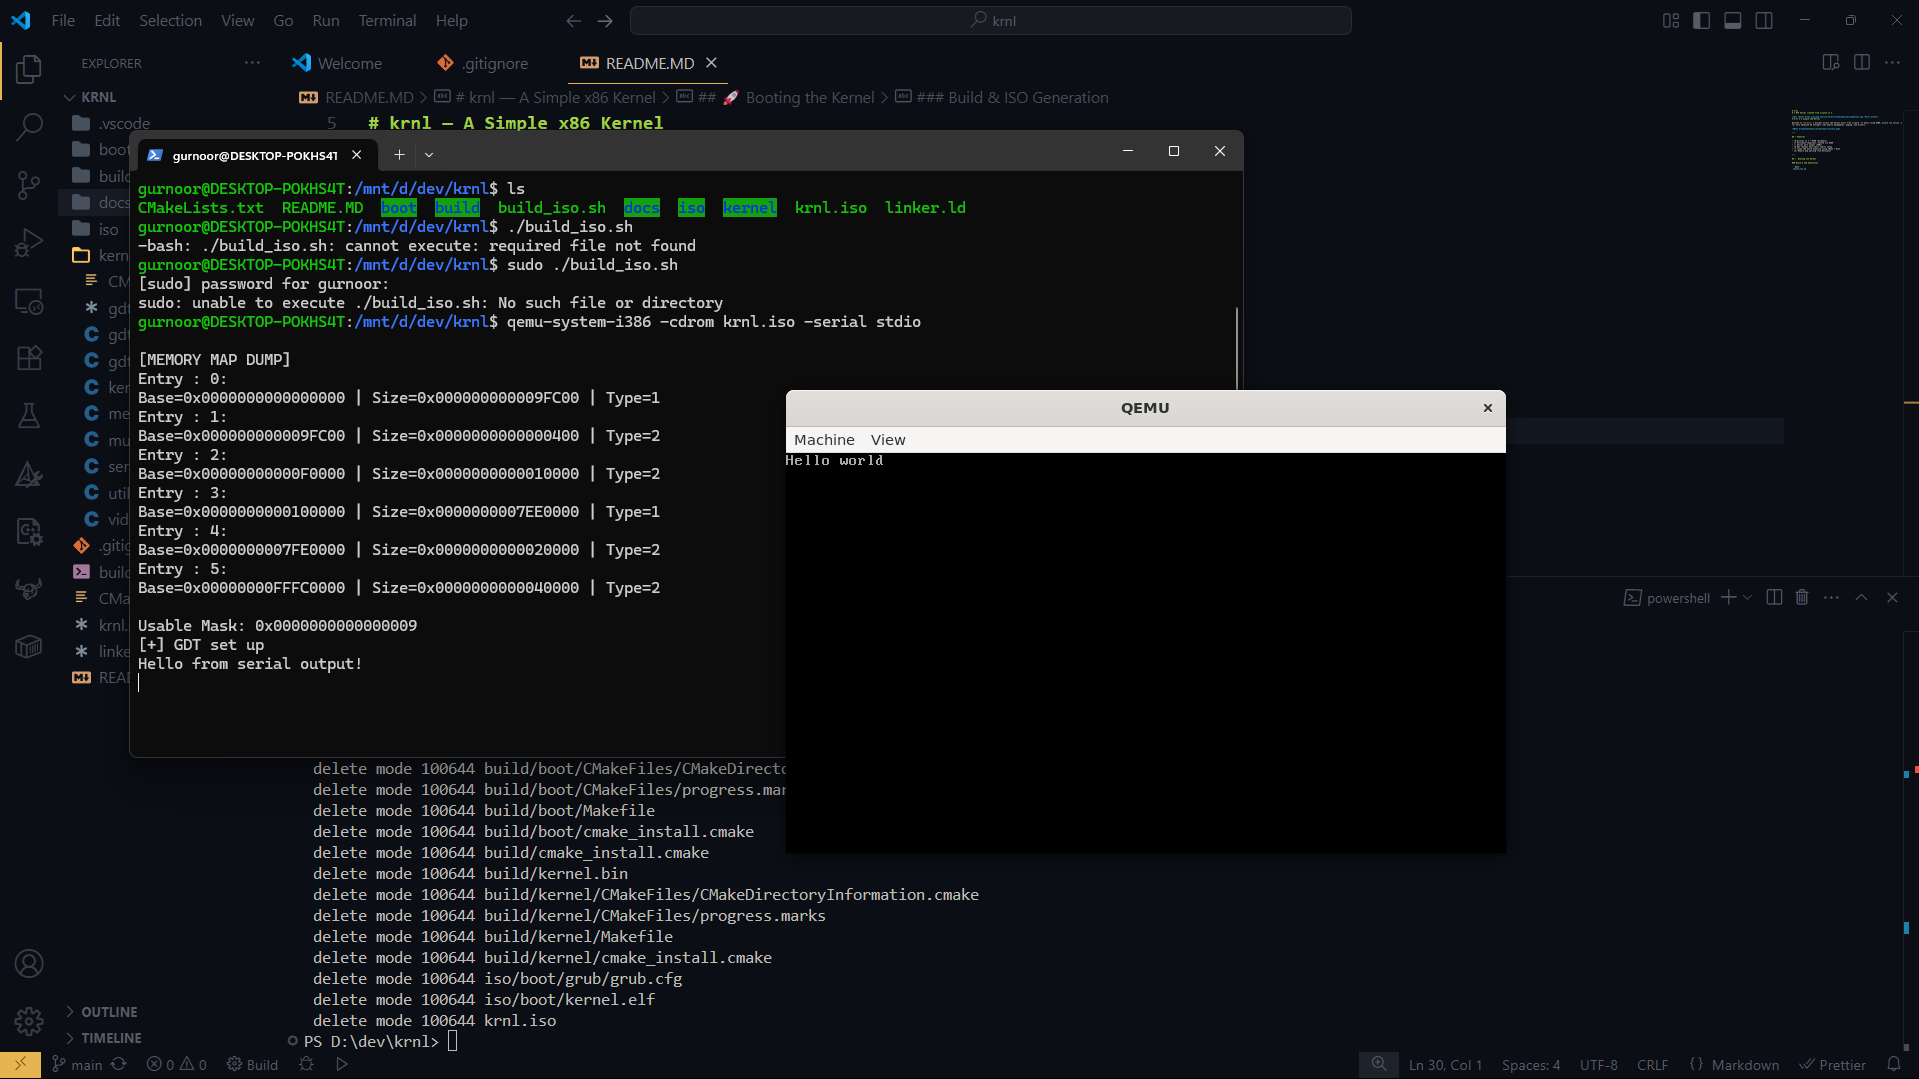 File Edit Selection View Go Run Terminal Help
krnl
EXPLORER
Welcome
.gitignore
README.MD
KRNL
README.MD > # krnl — A Simple x86 Kernel > ## 🚀 Booting the Kernel > ### Build & ISO Generation
.vscode
5 # krnl — A Simple x86 Kernel
boot
build
docs
iso
kern
CM
gdt
gdt
ker
me
mu
ser
util
vid
.gitig
build
CMa
krnl.i
linke
READ
gurnoor@DESKTOP-POKHS4T
gurnoor@DESKTOP-POKHS4T:/mnt/d/dev/krnl$ ls
CMakeLists.txt README.MD boot build build_iso.sh docs iso kernel krnl.iso linker.ld
gurnoor@DESKTOP-POKHS4T:/mnt/d/dev/krnl$ ./build_iso.sh
-bash: ./build_iso.sh: cannot execute: required file not found
gurnoor@DESKTOP-POKHS4T:/mnt/d/dev/krnl$ sudo ./build_iso.sh
[sudo] password for gurnoor:
sudo: unable to execute ./build_iso.sh: No such file or directory
gurnoor@DESKTOP-POKHS4T:/mnt/d/dev/krnl$ qemu-system-i386 -cdrom krnl.iso -serial stdio
[MEMORY MAP DUMP]
Entry : 0:
Base=0x0000000000000000 | Size=0x000000000009FC00 | Type=1
Entry : 1:
Base=0x000000000009FC00 | Size=0x0000000000000400 | Type=2
Entry : 2:
Base=0x00000000000F0000 | Size=0x0000000000010000 | Type=2
Entry : 3:
Base=0x0000000000100000 | Size=0x0000000007EE0000 | Type=1
Entry : 4:
Base=0x0000000007FE0000 | Size=0x0000000000020000 | Type=2
Entry : 5:
Base=0x00000000FFFC0000 | Size=0x0000000000040000 | Type=2
Usable Mask: 0x0000000000000009
[+] GDT set up
Hello from serial output!
QEMU
Machine View
Hello world
powershell
delete mode 100644 build/boot/CMakeFiles/CMakeDirecto
delete mode 100644 build/boot/CMakeFiles/progress.mar
delete mode 100644 build/boot/Makefile
delete mode 100644 build/boot/cmake_install.cmake
delete mode 100644 build/cmake_install.cmake
delete mode 100644 build/kernel.bin
delete mode 100644 build/kernel/CMakeFiles/CMakeDirectoryInformation.cmake
delete mode 100644 build/kernel/CMakeFiles/progress.marks
delete mode 100644 build/kernel/Makefile
delete mode 100644 build/kernel/cmake_install.cmake
delete mode 100644 iso/boot/grub/grub.cfg
delete mode 100644 iso/boot/kernel.elf
delete mode 100644 krnl.iso
PS D:\dev\krnl>
OUTLINE
TIMELINE
main 0 0 Build Ln 30, Col 1 Spaces: 4 UTF-8 CRLF {} Markdown Prettier